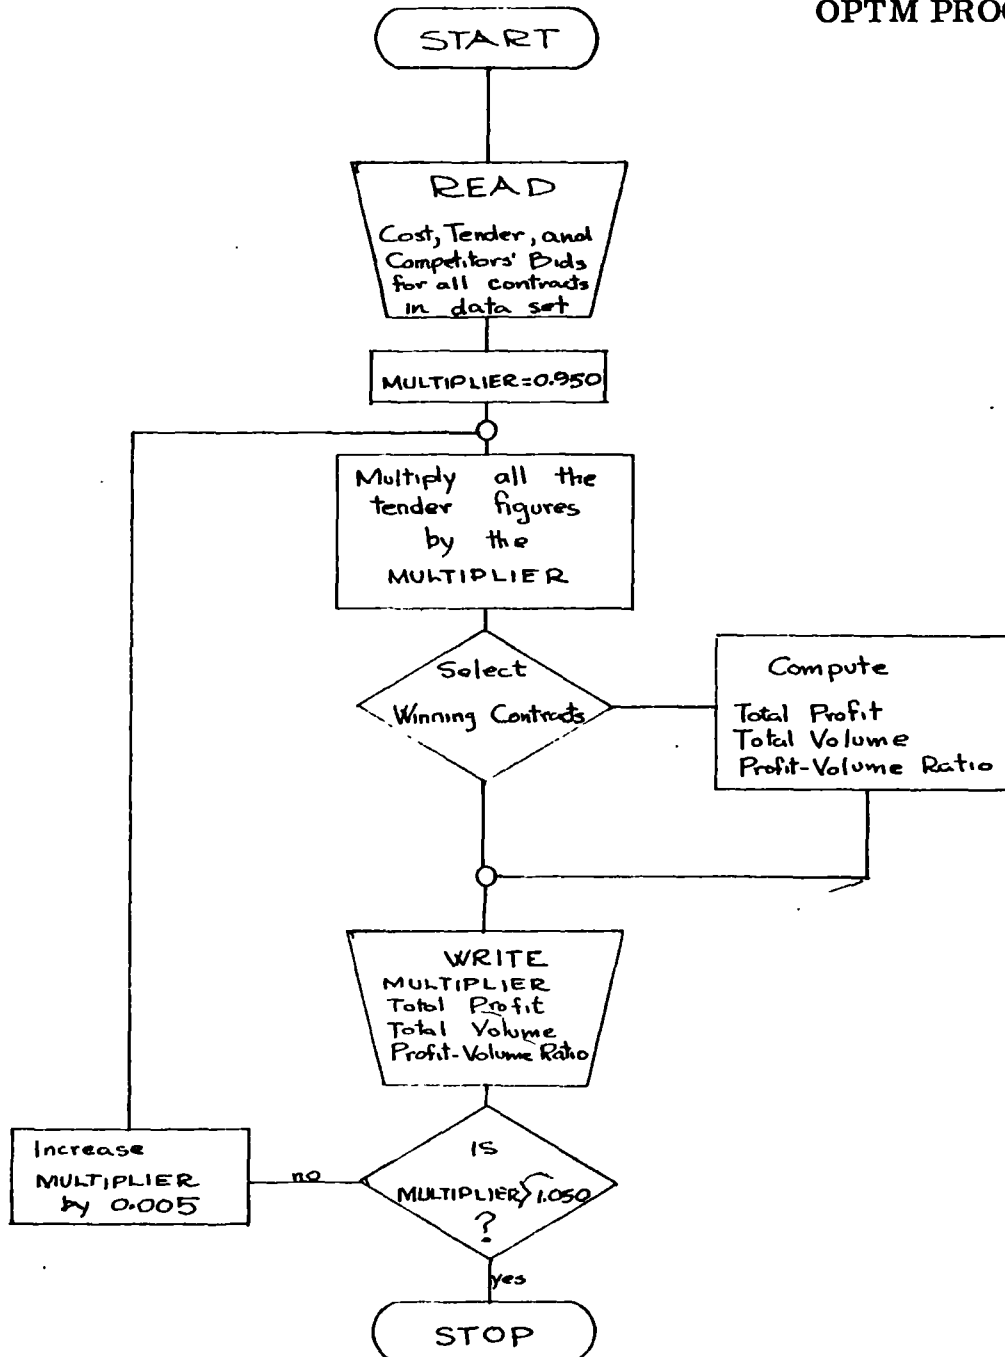 OPTM PROG
START
READ
Cost, Tender, and
Competitors' Bids
for all contracts
in data set
MULTIPLIER=0.950
Multiply all the
tender figures
by the
MULTIPLIER
Select
Winning Contracts
Compute
Total Profit
Total Volume
Profit-Volume Ratio
WRITE
MULTIPLIER
Total Profit
Total Volume
Profit-Volume Ratio
Increase
MULTIPLIER
by 0.005
no
IS
MULTIPLIER>1.050
?
yes
STOP